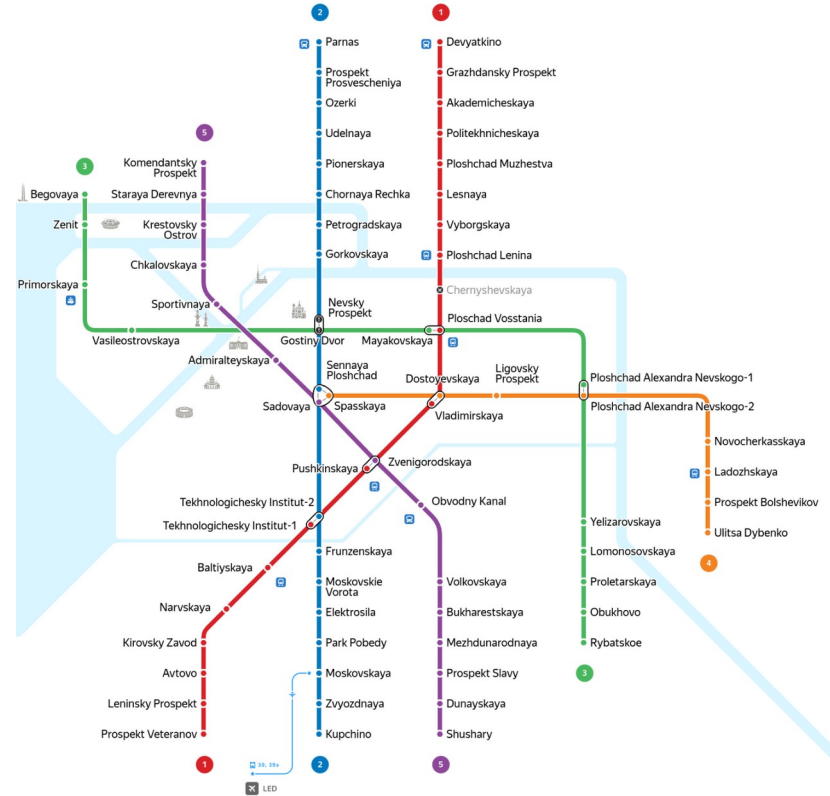 2
1
Parnas
Devyatkino
Prospekt
Prosvescheniya
Grazhdansky Prospekt
Ozerki
Akademicheskaya
5
Udelnaya
Politekhnicheskaya
3
Komendantsky
Prospekt
Pionerskaya
Ploshchad Muzhestva
Begovaya
Staraya Derevnya
Chornaya Rechka
Lesnaya
Zenit
Krestovsky
Ostrov
Petrogradskaya
Vyborgskaya
Gorkovskaya
Ploshchad Lenina
Chkalovskaya
Primorskaya
Chernyshevskaya
Sportivnaya
Nevsky
Prospekt
Ploschad Vosstania
Vasileostrovskaya
Gostiny Dvor
Mayakovskaya
Admiralteyskaya
Sennaya
Ploshchad
Dostoyevskaya
Ligovsky
Prospekt
Ploshchad Alexandra Nevskogo-1
Sadovaya
Spasskaya
Vladimirskaya
Ploshchad Alexandra Nevskogo-2
Novocherkasskaya
Pushkinskaya
Zvenigorodskaya
Ladozhskaya
Tekhnologichesky Institut-2
Obvodny Kanal
Prospekt Bolshevikov
Tekhnologichesky Institut-1
Yelizarovskaya
Ulitsa Dybenko
Frunzenskaya
Lomonosovskaya
4
Baltiyskaya
Moskovskie
Vorota
Volkovskaya
Proletarskaya
Narvskaya
Elektrosila
Bukharestskaya
Obukhovo
Kirovsky Zavod
Park Pobedy
Mezhdunarodnaya
Rybatskoe
Avtovo
Moskovskaya
Prospekt Slavy
3
Leninsky Prospekt
Zvyozdnaya
Dunayskaya
Prospekt Veteranov
Kupchino
Shushary
1
39, 39a
2
5
LED